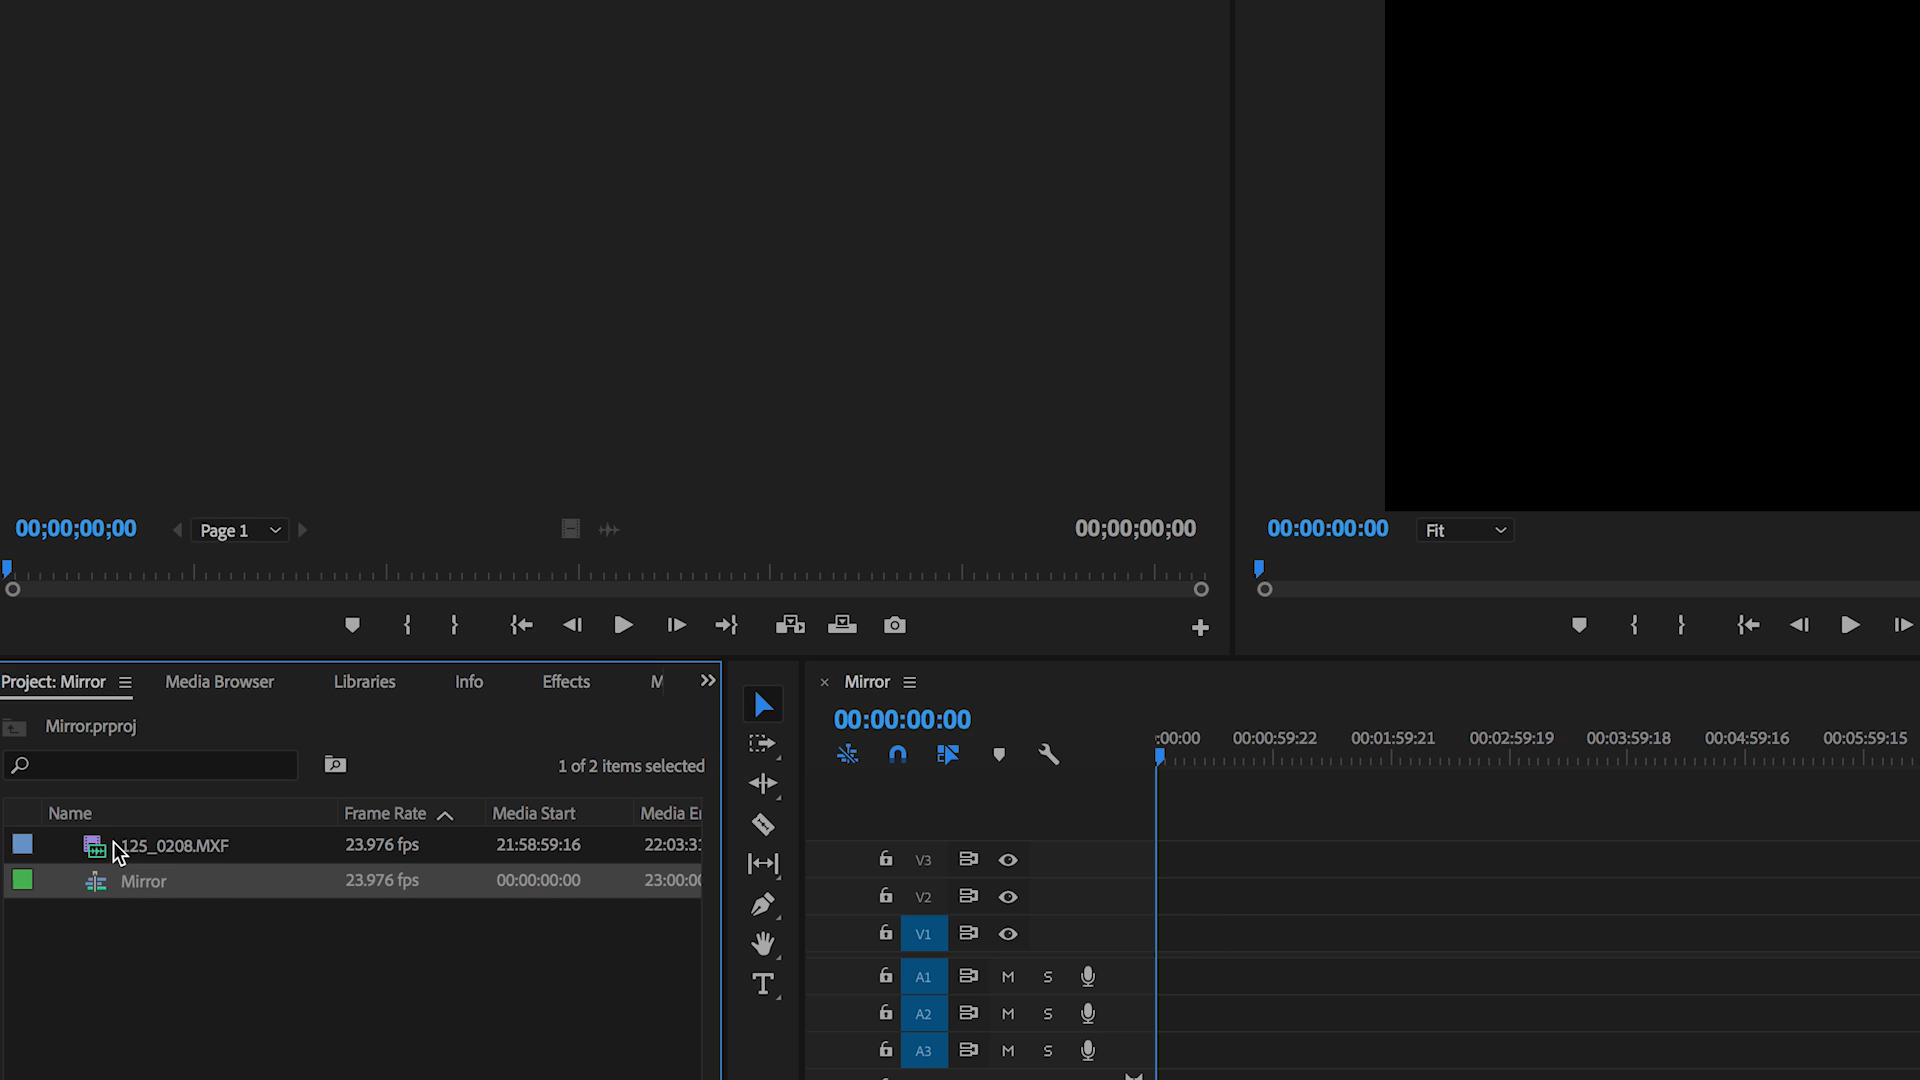 00;00;00;00
Page 1
00;00;00;00
00:00:00:00
Fit
Project: Mirror
Media Browser
Libraries
Info
Effects
Mirror.prproj
1 of 2 items selected
Name
Frame Rate
Media Start
Media E
125_0208.MXF
23.976 fps
21:58:59:16
22:03:31
Mirror
23.976 fps
00:00:00:00
23:00:00
Mirror
00:00:00:00
:00:00
00:00:59:22
00:01:59:21
00:02:59:19
00:03:59:18
00:04:59:16
00:05:59:15
V3
V2
V1
A1 M S
A2 M S
A3 M S